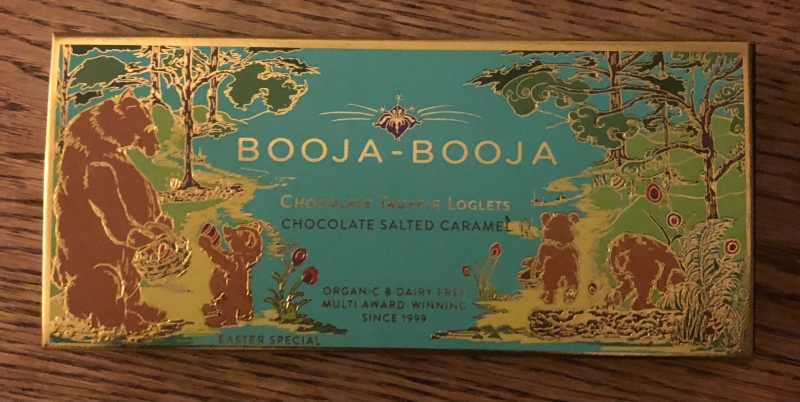 BOOJA-BOOJA
CHOCOLATE TRUFFLE LOGLETS
CHOCOLATE SALTED CARAMEL
ORGANIC & DAIRY FREE
MULTI AWARD-WINNING
SINCE 1999
EASTER SPECIAL